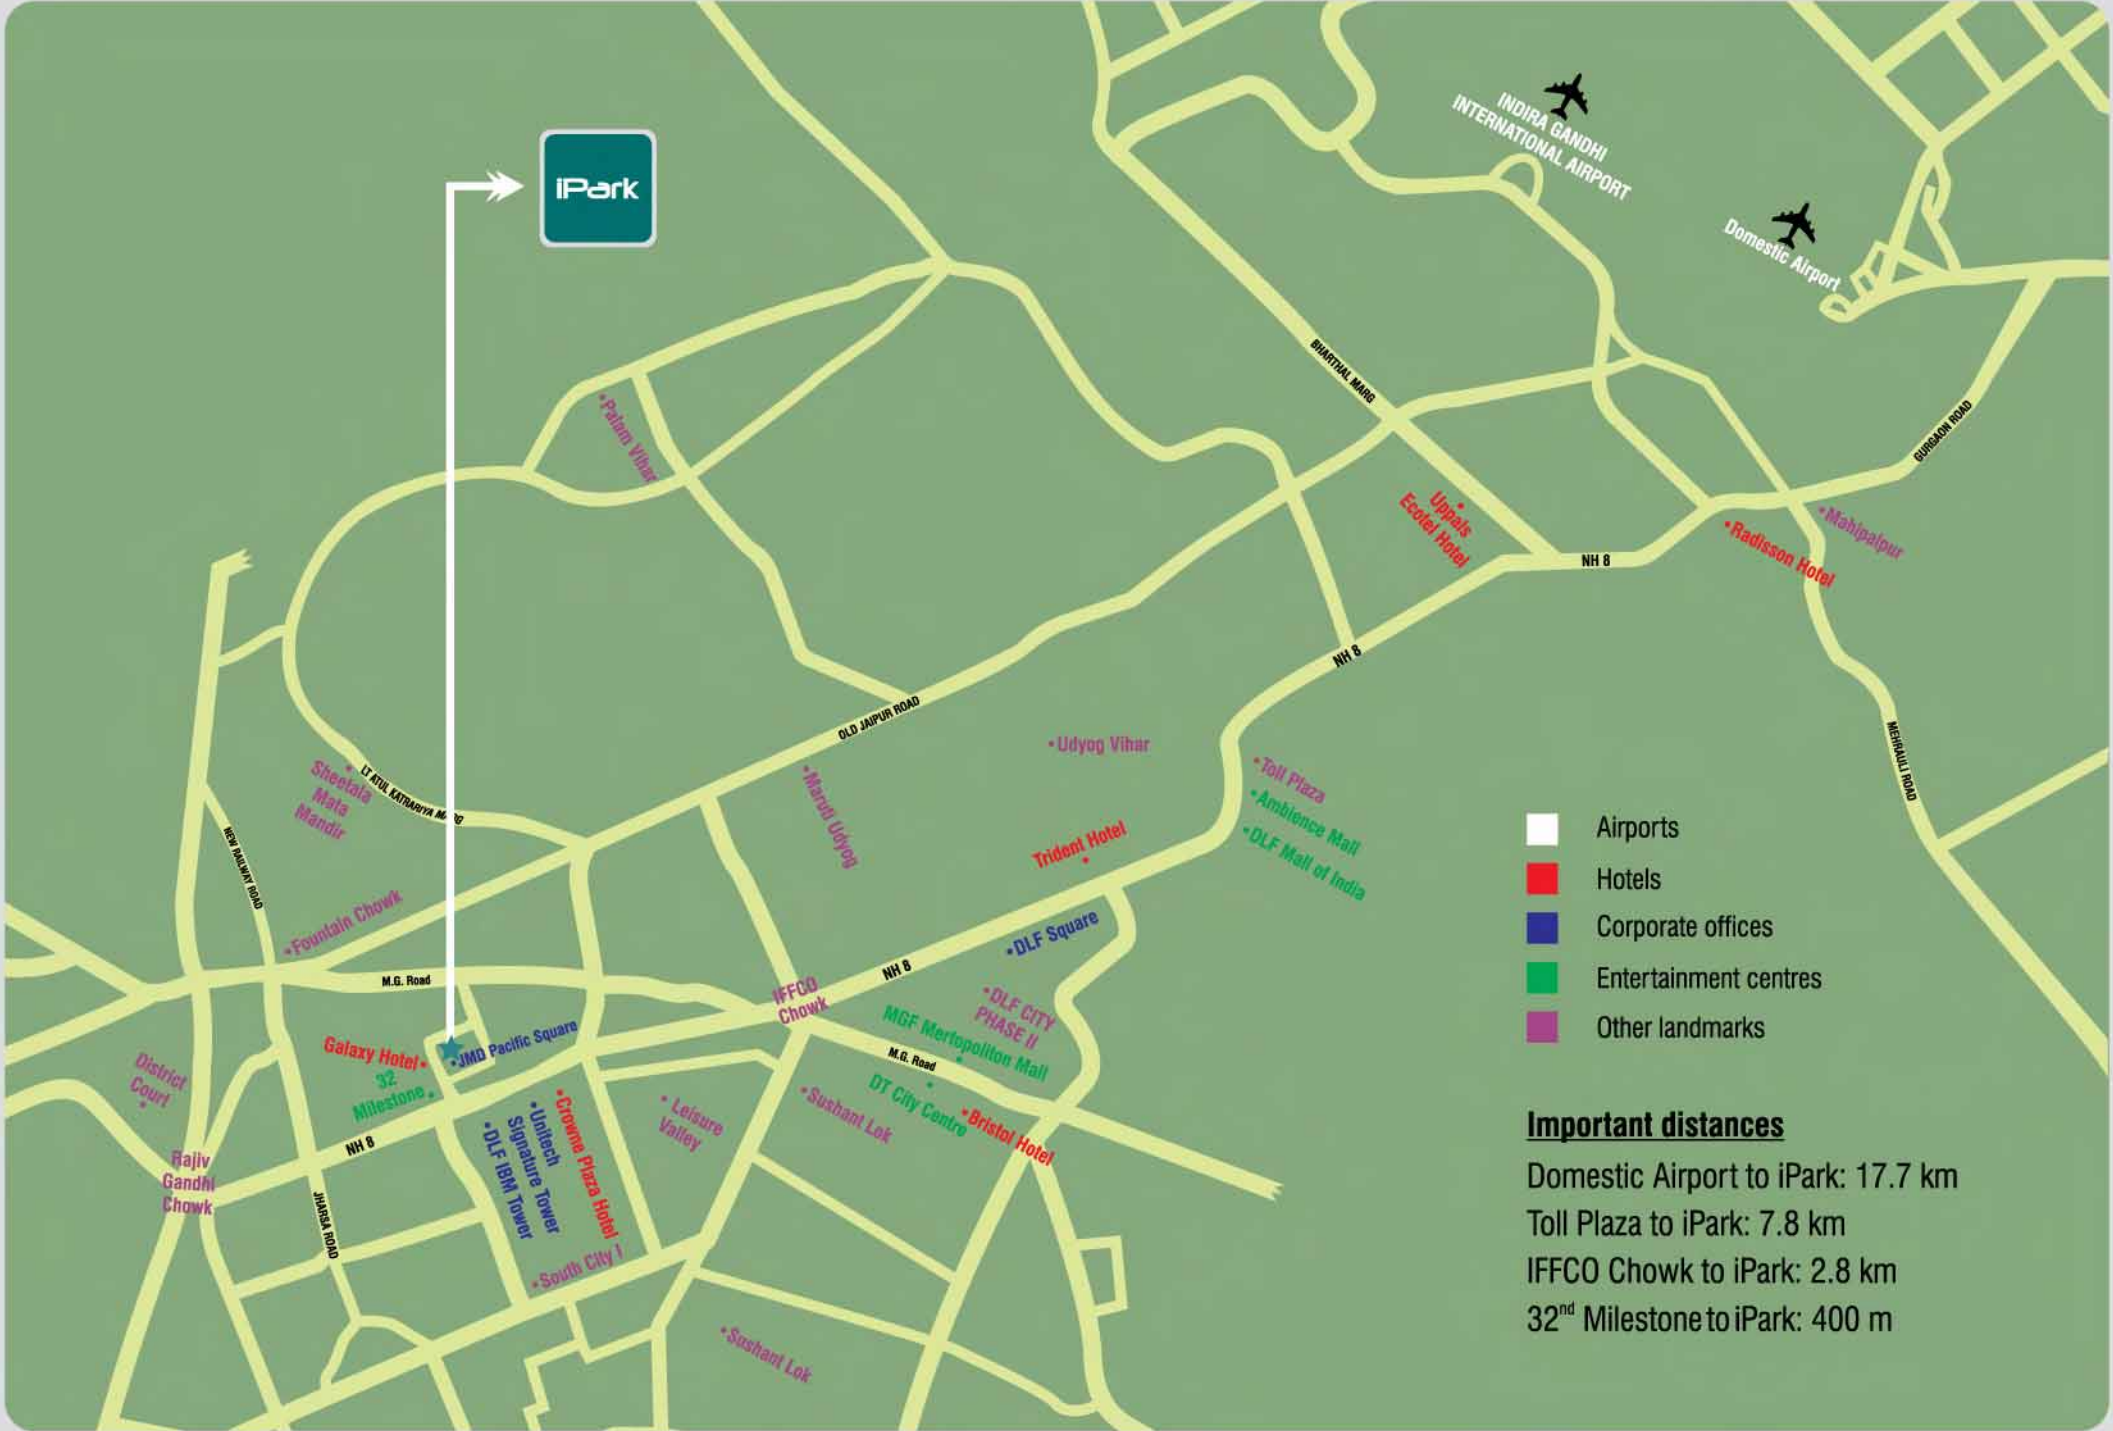 INDIRA GANDHI
INTERNATIONAL AIRPORT
iPark
Domestic Airport
BHARTHAL MARG
GURGAON ROAD
•Palam Vihar
Uppals
Ecotel Hotel
•Mahipalpur
•Radisson Hotel
NH 8
NH 8
OLD JAIPUR ROAD
MEHRAULI ROAD
•Udyog Vihar
•Toll Plaza
•Ambience Mall
•DLF Mall of India
Sheetala
Mata
Mandir
LT ATUL KATRARIYA MARG
•Maruti Udyog
Trident Hotel
NEW RAILWAY ROAD
•Fountain Chowk
•DLF Square
NH 8
M.G. Road
IFFCO
Chowk
•DLF CITY
PHASE II
MGF Mertopoliton Mall
M.G. Road
DT City Centre
•Bristol Hotel
•JMD Pacific Square
Galaxy Hotel•
32
Milestone•
District
Court
•Leisure
Valley
•Sushant Lok
NH 8
Rajiv
Gandhi
Chowk
JHARSA ROAD
•Crowne Plaza Hotel
•Unitech
Signature Tower
•DLF IBM Tower
•South City I
•Sushant Lok
Airports
Hotels
Corporate offices
Entertainment centres
Other landmarks
Important distances
Domestic Airport to iPark: 17.7 km
Toll Plaza to iPark: 7.8 km
IFFCO Chowk to iPark: 2.8 km
32nd Milestone to iPark: 400 m